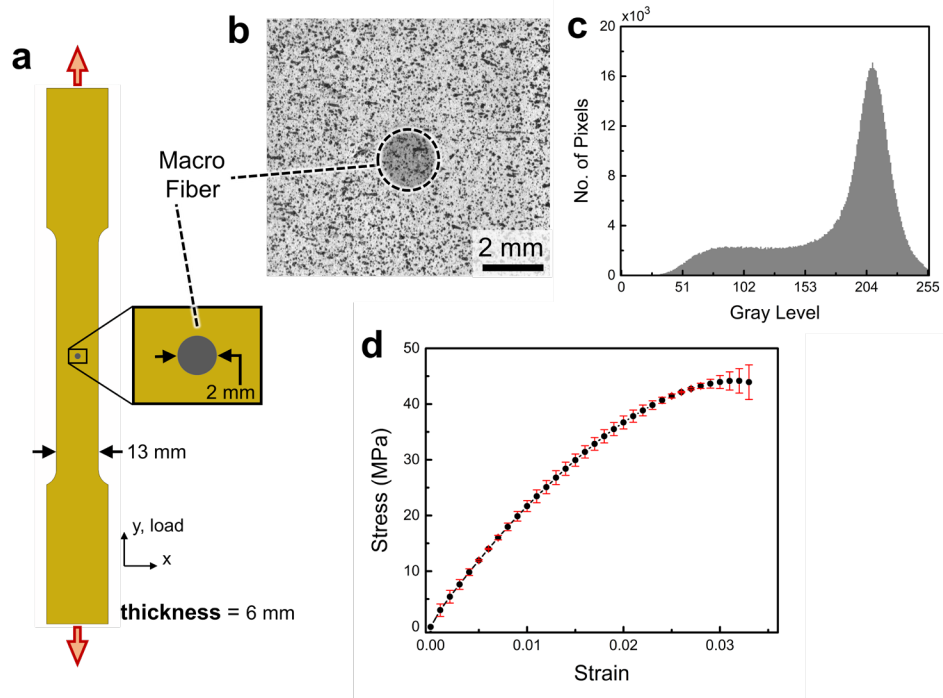 a
Macro
Fiber
2 mm
13 mm
y, load
x
thickness = 6 mm
b
2 mm
c
×10³
20
16
12
8
4
0
No. of Pixels
0 51 102 153 204 255
Gray Level
d
50
40
30
20
10
0
Stress (MPa)
0.00 0.01 0.02 0.03
Strain